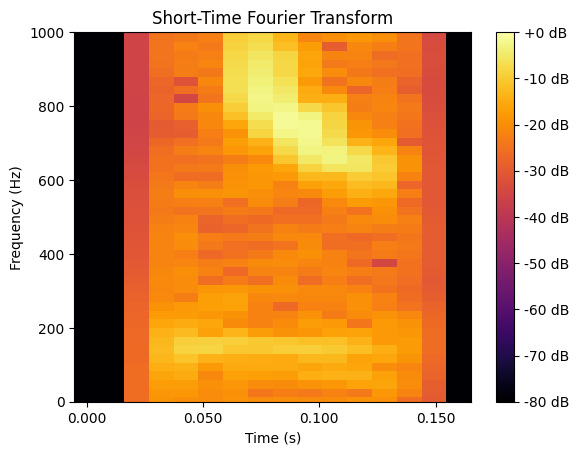 Short-Time Fourier Transform
1000
800
600
400
200
0
Frequency (Hz)
0.000
0.050
0.100
0.150
Time (s)
+0 dB
-10 dB
-20 dB
-30 dB
-40 dB
-50 dB
-60 dB
-70 dB
-80 dB